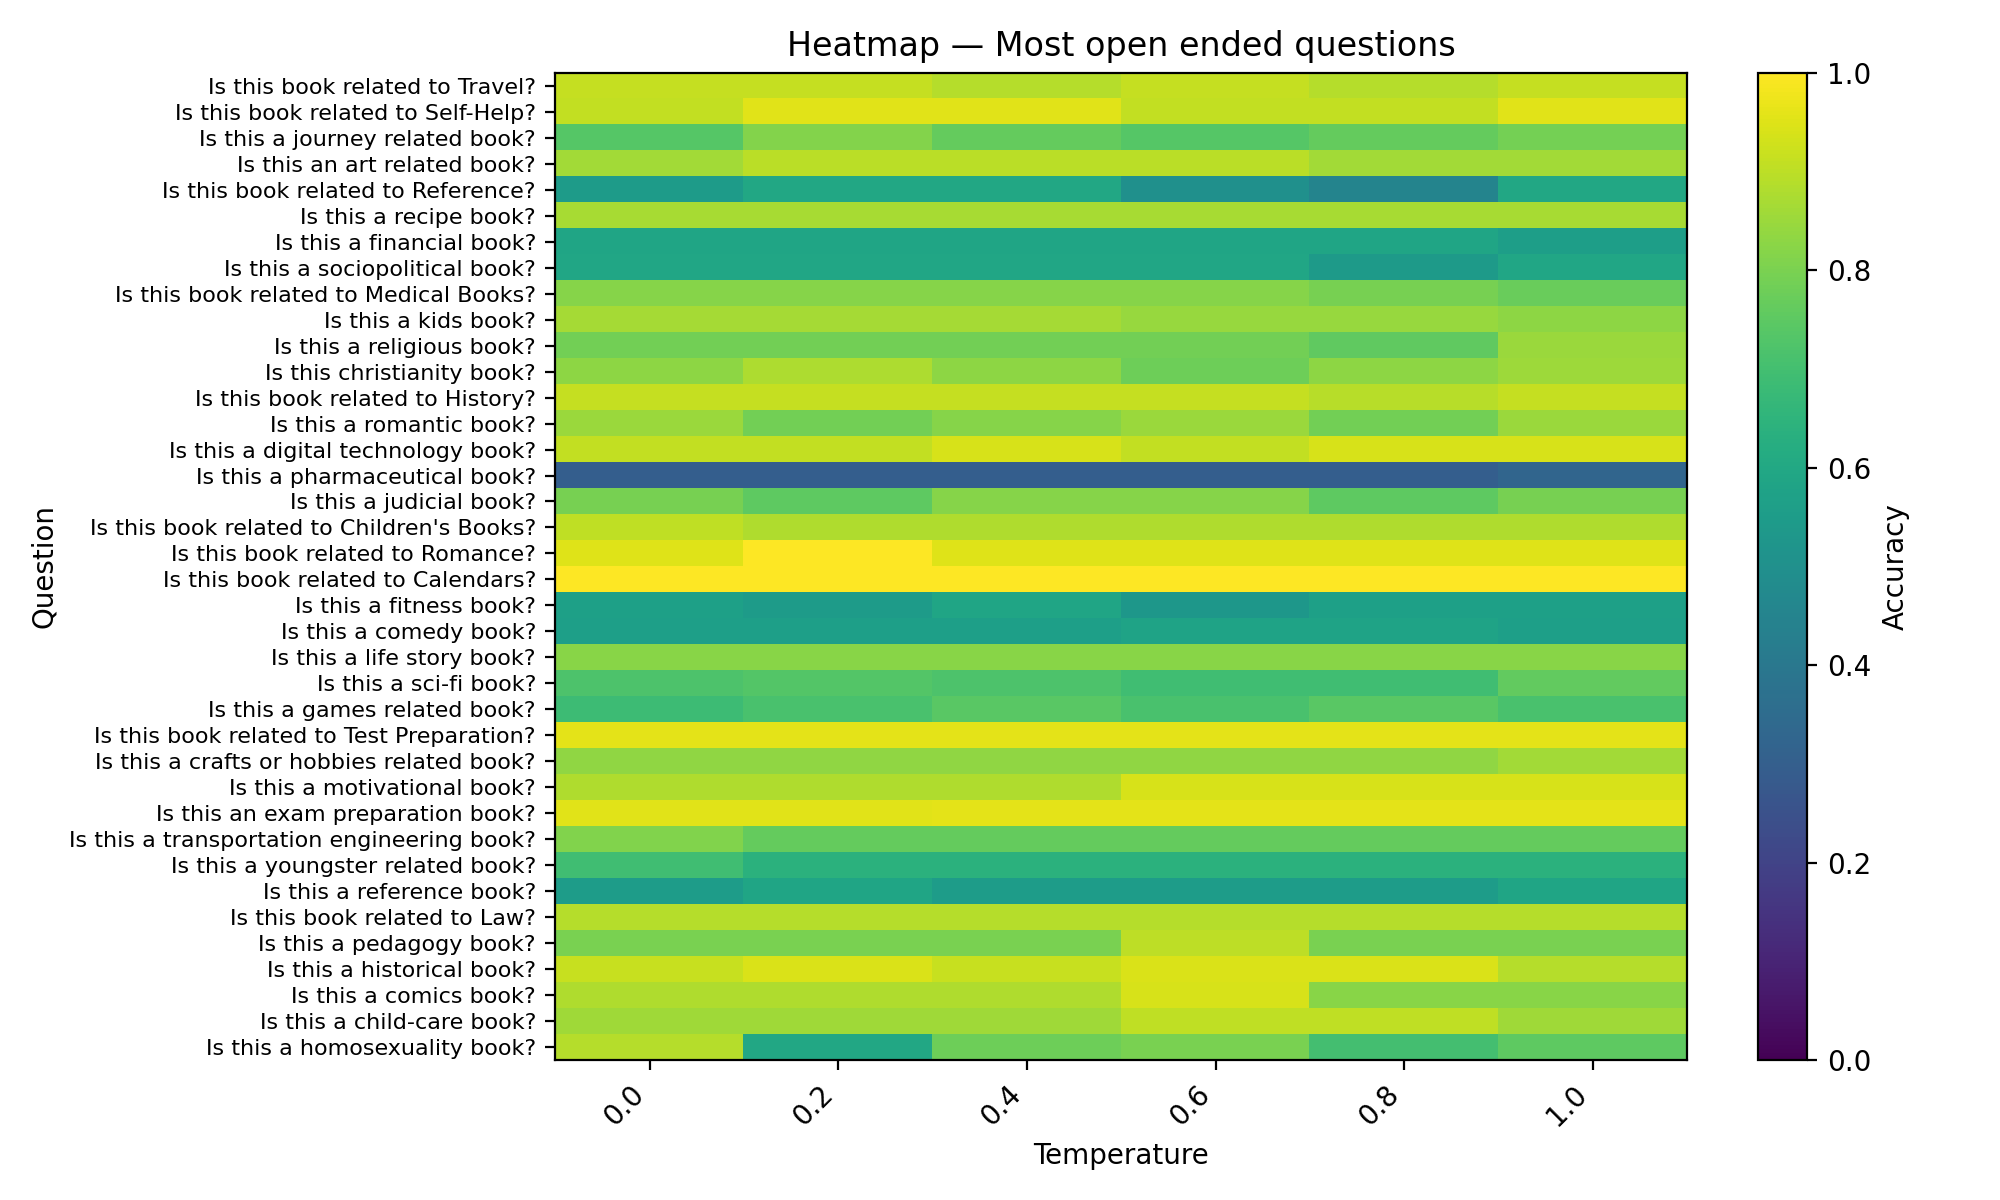 Heatmap — Most open ended questions
Is this book related to Travel?
Is this book related to Self-Help?
Is this a journey related book?
Is this an art related book?
Is this book related to Reference?
Is this a recipe book?
Is this a financial book?
Is this a sociopolitical book?
Is this book related to Medical Books?
Is this a kids book?
Is this a religious book?
Is this christianity book?
Is this book related to History?
Is this a romantic book?
Is this a digital technology book?
Is this a pharmaceutical book?
Is this a judicial book?
Is this book related to Children's Books?
Is this book related to Romance?
Is this book related to Calendars?
Is this a fitness book?
Is this a comedy book?
Is this a life story book?
Is this a sci-fi book?
Is this a games related book?
Is this book related to Test Preparation?
Is this a crafts or hobbies related book?
Is this a motivational book?
Is this an exam preparation book?
Is this a transportation engineering book?
Is this a youngster related book?
Is this a reference book?
Is this book related to Law?
Is this a pedagogy book?
Is this a historical book?
Is this a comics book?
Is this a child-care book?
Is this a homosexuality book?
Question
0.0
0.2
0.4
0.6
0.8
1.0
Temperature
1.0
0.8
0.6
0.4
0.2
0.0
Accuracy